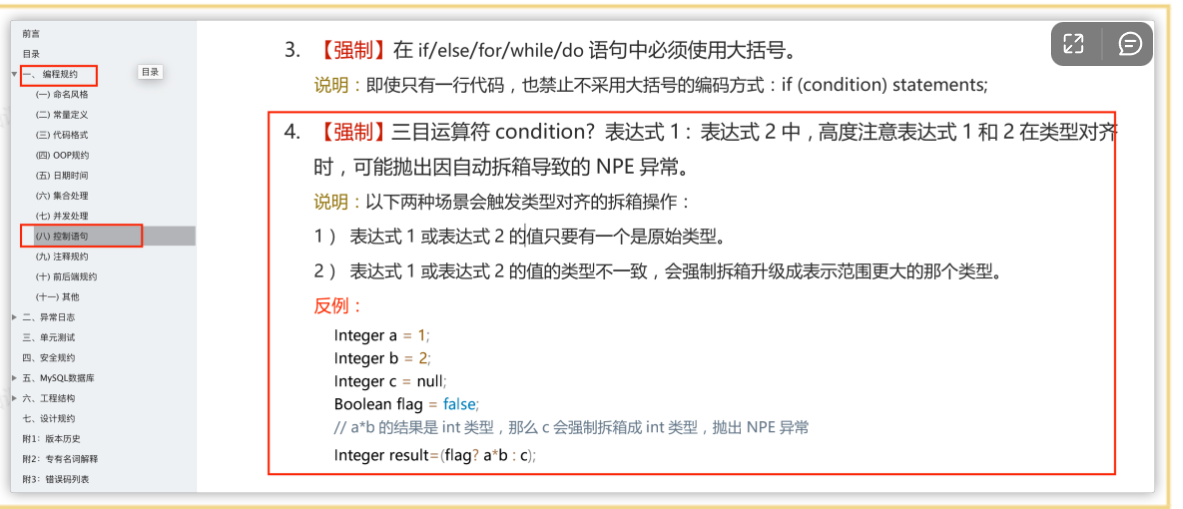 前言
目录
一、 编程规约
目录
(一) 命名风格
(二) 常量定义
(三) 代码格式
(四) OOP规约
(五) 日期时间
(六) 集合处理
(七) 并发处理
(八) 控制语句
(九) 注释规约
(十) 前后端规约
(十一) 其他
二、异常日志
三、单元测试
四、安全规约
五、MySQL数据库
六、工程结构
七、设计规约
附1：版本历史
附2：专有名词解释
附3：错误码列表
3. 【强制】在 if/else/for/while/do 语句中必须使用大括号。
说明：即使只有一行代码，也禁止不采用大括号的编码方式：if (condition) statements;
4. 【强制】三目运算符 condition? 表达式 1：表达式 2 中，高度注意表达式 1 和 2 在类型对齐
时，可能抛出因自动拆箱导致的 NPE 异常。
说明：以下两种场景会触发类型对齐的拆箱操作：
1） 表达式 1 或表达式 2 的值只要有一个是原始类型。
2） 表达式 1 或表达式 2 的值的类型不一致，会强制拆箱升级成表示范围更大的那个类型。
反例：
Integer a = 1;
Integer b = 2;
Integer c = null;
Boolean flag = false;
// a*b 的结果是 int 类型，那么 c 会强制拆箱成 int 类型，抛出 NPE 异常
Integer result=(flag? a*b : c);